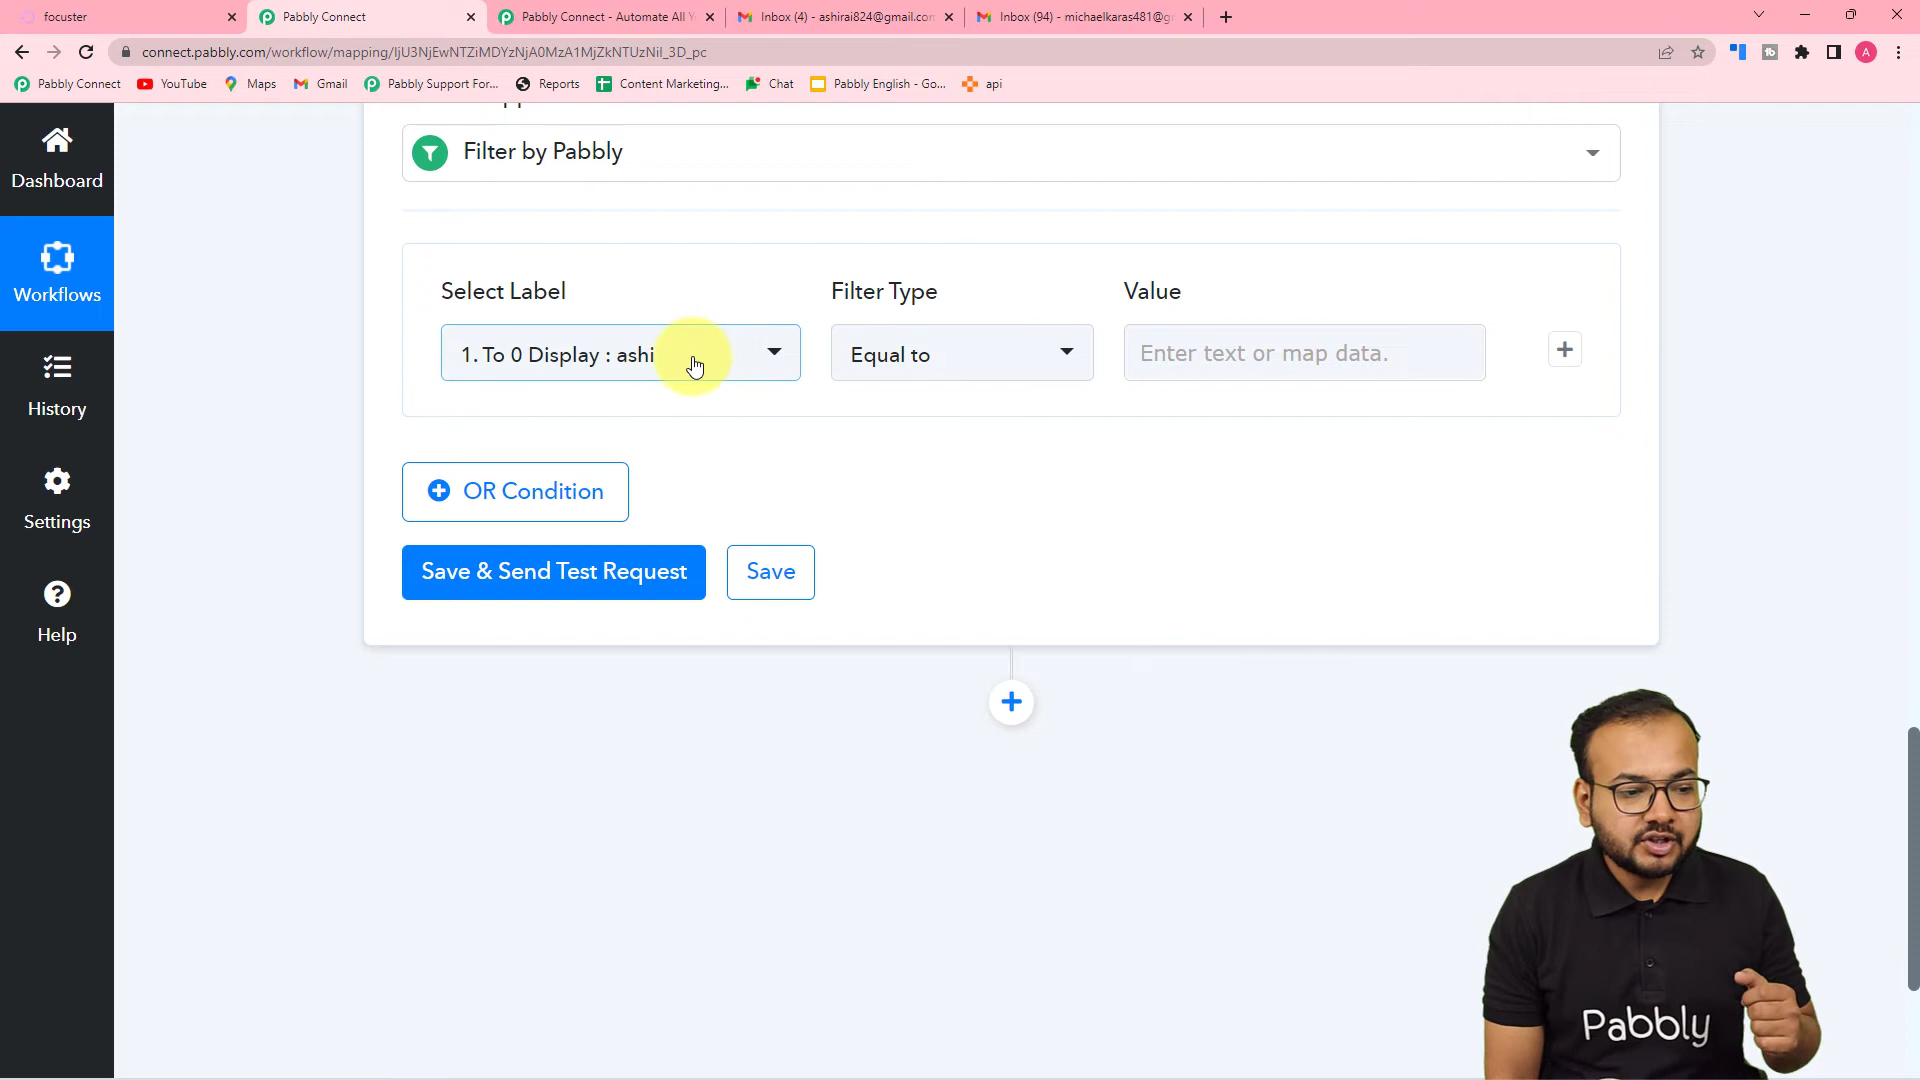 focuster
Pabbly Connect
Pabbly Connect - Automate All Y
Inbox (4) - ashirai824@gmail.com
Inbox (94) - michaelkaras481@g
connect.pabbly.com/workflow/mapping/IjU3NjEwNTZiMDYzNjA0MzA1MjZkNTUzNiI_3D_pc
A
Pabbly Connect
YouTube
Maps
Gmail
Pabbly Support For...
Reports
Content Marketing...
Chat
Pabbly English - Go...
api
Dashboard
Workflows
History
Settings
Help
Filter by Pabbly
Select Label
Filter Type
Value
1. To 0 Display : ashi
Equal to
Enter text or map data.
OR Condition
Save & Send Test Request
Save
Pabbly